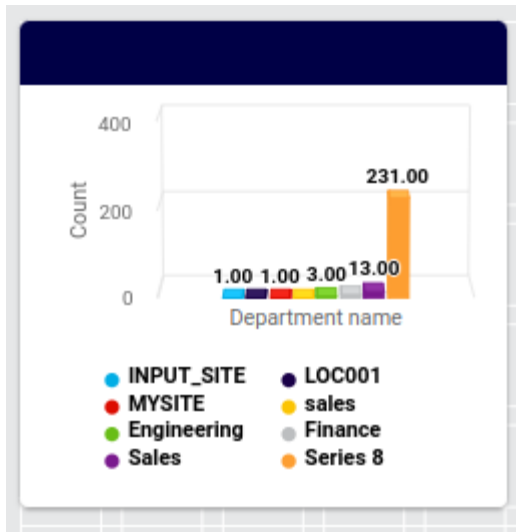 400
200
0
Count
231.00
1.00 1.00 3.00 13.00
Department name
INPUT_SITE LOC001
MYSITE sales
Engineering Finance
Sales Series 8